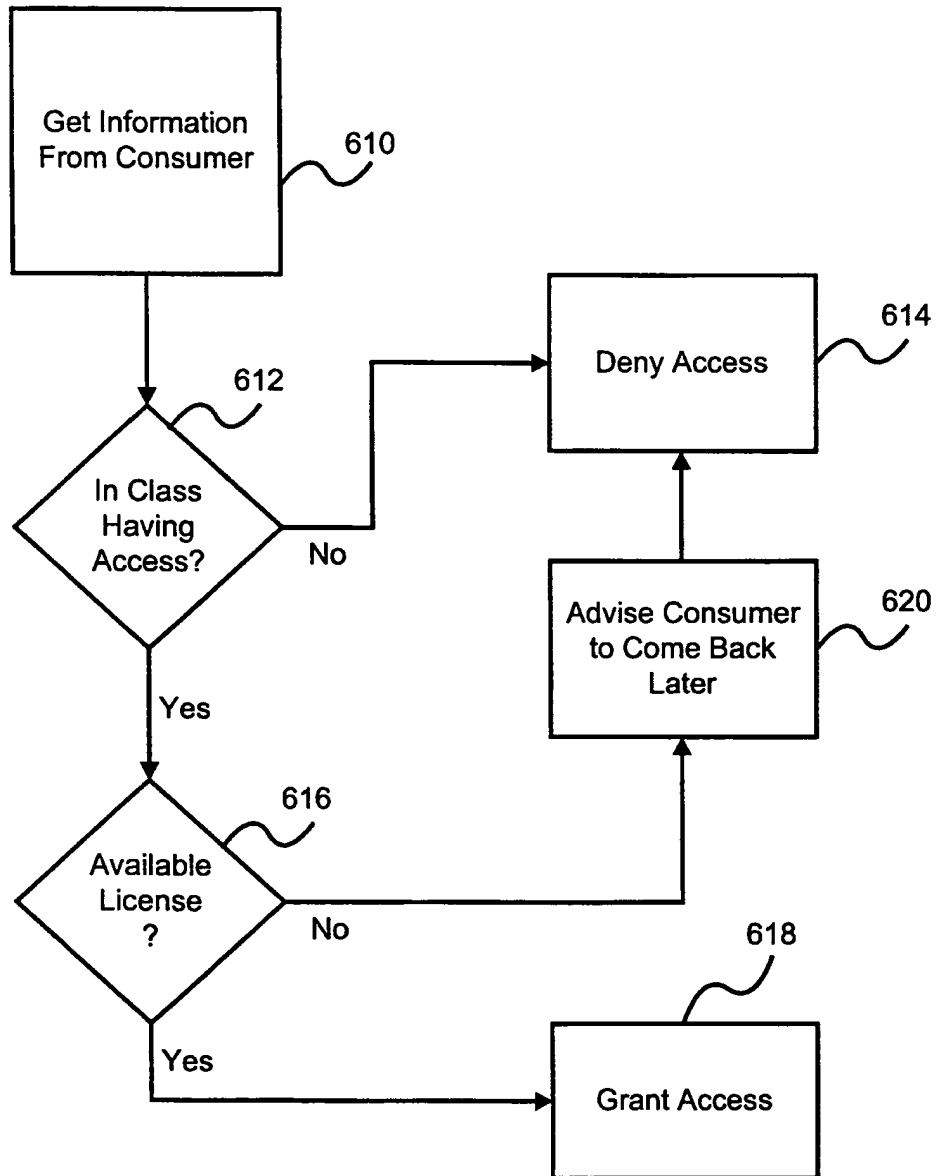 Get Information
From Consumer
610
612
In Class
Having
Access?
No
Yes
Deny Access
614
Advise Consumer
to Come Back
Later
620
616
Available
License
?
No
Yes
618
Grant Access